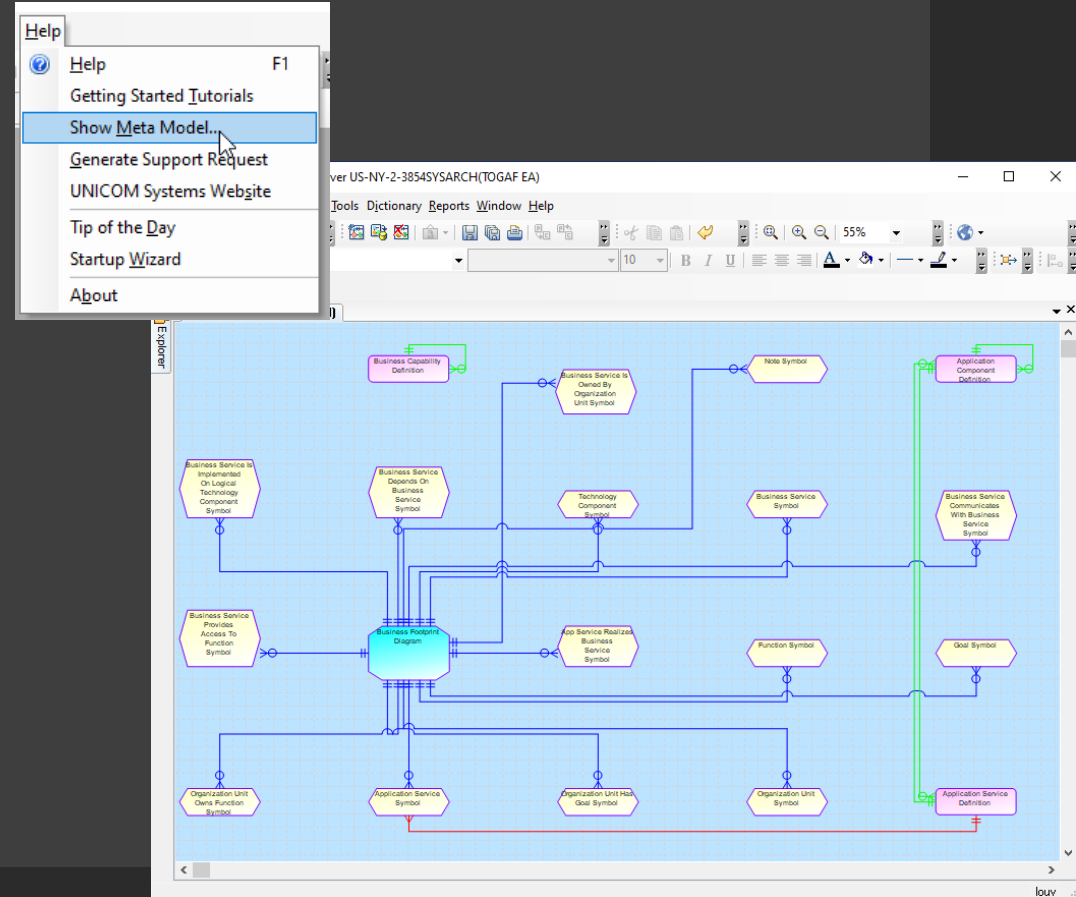 Help
Help F1
Getting Started Tutorials
Show Meta Model...
Generate Support Request
UNICOM Systems Website
Tip of the Day
Startup Wizard
About
ver US-NY-2-3854SYSARCH(TOGAF EA)
Tools Dictionary Reports Window Help
55%
10 B I U A
Explorer
Business Capability
Definition
Business Service Is
Owned By
Organization
Unit Symbol
Note Symbol
Application
Component
Definition
Business Service Is
Implemented
On Logical
Technology
Component
Symbol
Business Service
Depends On
Business
Service
Symbol
Technology
Component
Symbol
Business Service
Symbol
Business Service
Communicates
With Business
Service
Symbol
Business Service
Provides
Access To
Function
Symbol
Business Footprint
Diagram
App Service Realizes
Business
Service
Symbol
Function Symbol
Goal Symbol
Organization Unit
Owns Function
Symbol
Application Service
Symbol
Organization Unit Has
Goal Symbol
Organization Unit
Symbol
Application Service
Definition
louv